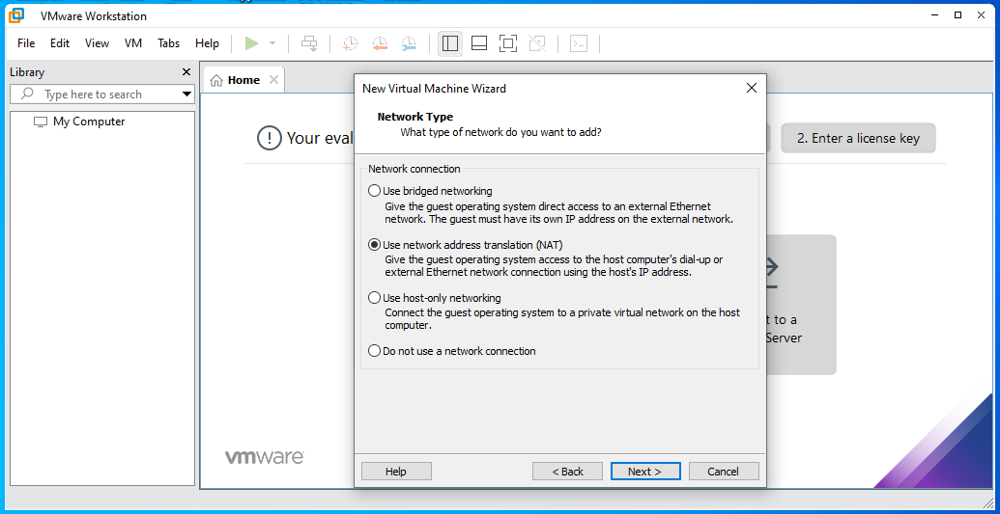 VMware Workstation
File Edit View VM Tabs Help
Library
Type here to search
My Computer
Home
Your eval
2. Enter a license key
New Virtual Machine Wizard
Network Type
What type of network do you want to add?
Network connection
Use bridged networking
Give the guest operating system direct access to an external Ethernet
network. The guest must have its own IP address on the external network.
Use network address translation (NAT)
Give the guest operating system access to the host computer's dial-up or
external Ethernet network connection using the host's IP address.
Use host-only networking
Connect the guest operating system to a private virtual network on the host
computer.
Do not use a network connection
t to a
Server
vmware
Help < Back Next > Cancel